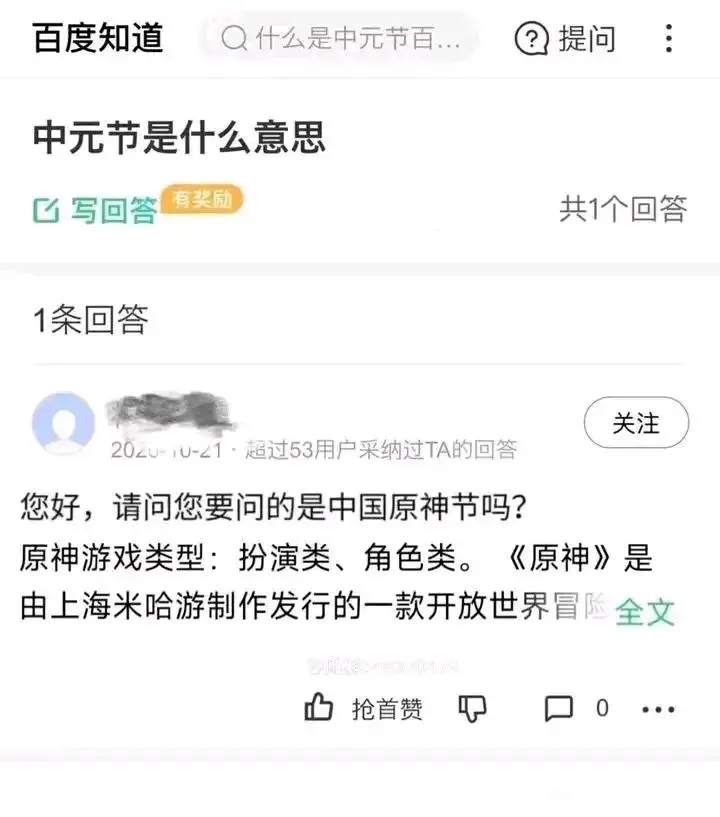 百度知道 什么是中元节百... 提问
中元节是什么意思
写回答 有奖励 共1个回答
1条回答
关注
2020-10-21 · 超过53用户采纳过TA的回答
您好，请问您要问的是中国原神节吗？
原神游戏类型：扮演类、角色类。《原神》是
由上海米哈游制作发行的一款开放世界冒险 全文
抢首赞 0